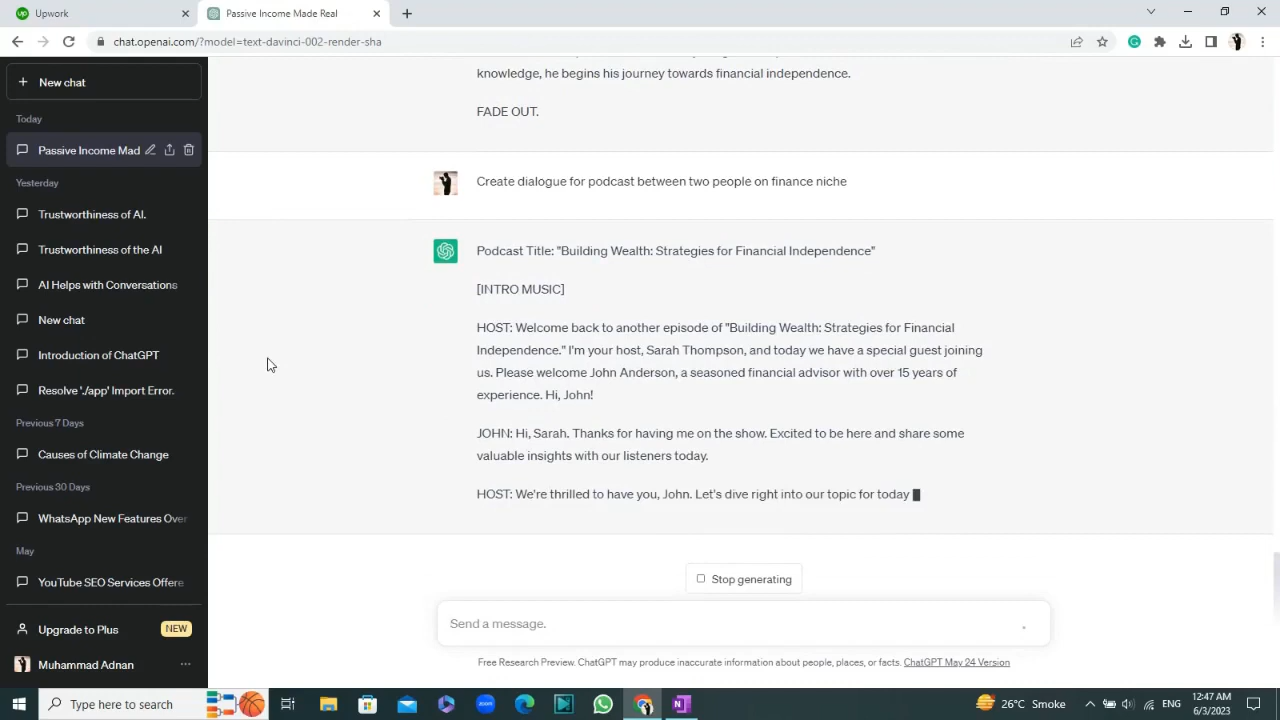 Upwork
Passive Income Made Real
chat.openai.com/?model=text-davinci-002-render-sha
New chat
Today
Passive Income Mad
Yesterday
Trustworthiness of AI.
Trustworthiness of the AI
AI Helps with Conversations
New chat
Introduction of ChatGPT
Resolve './app' Import Error.
Previous 7 Days
Causes of Climate Change
Previous 30 Days
WhatsApp New Features Over
May
YouTube SEO Services Offere
Upgrade to Plus NEW
Muhammad Adnan
knowledge, he begins his journey towards financial independence.
FADE OUT.
Create dialogue for podcast between two people on finance niche
Podcast Title: "Building Wealth: Strategies for Financial Independence"
[INTRO MUSIC]
HOST: Welcome back to another episode of "Building Wealth: Strategies for Financial
Independence." I'm your host, Sarah Thompson, and today we have a special guest joining
us. Please welcome John Anderson, a seasoned financial advisor with over 15 years of
experience. Hi, John!
JOHN: Hi, Sarah. Thanks for having me on the show. Excited to be here and share some
valuable insights with our listeners today.
HOST: We're thrilled to have you, John. Let's dive right into our topic for today
Stop generating
Send a message.
Free Research Preview. ChatGPT may produce inaccurate information about people, places, or facts. ChatGPT May 24 Version
Type here to search
zoom
26°C Smoke
ENG
12:47 AM
6/3/2023